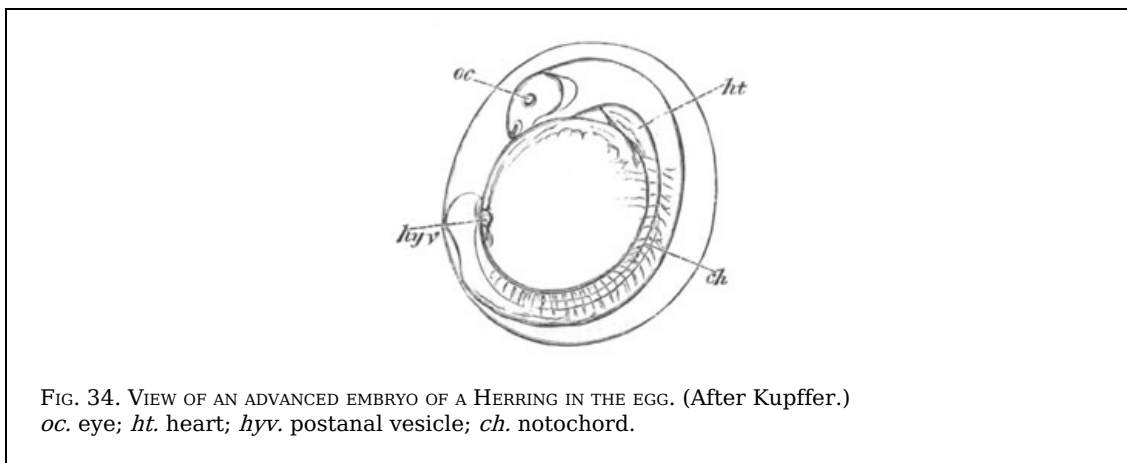 oc
ht
hyv
ch
FIG. 34. VIEW OF AN ADVANCED EMBRYO OF A HERRING IN THE EGG. (After Kupffer.)
oc. eye; ht. heart; hyv. postanal vesicle; ch. notochord.